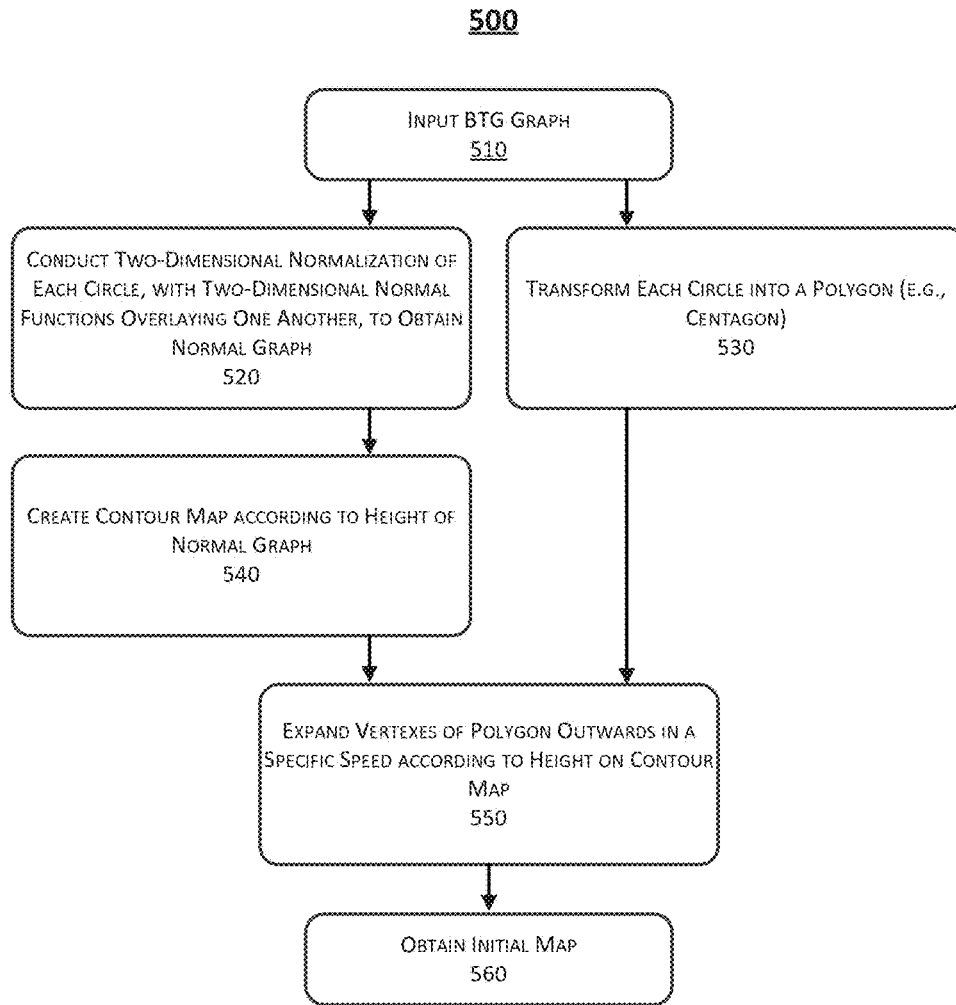 500
INPUT BTG GRAPH
510
CONDUCT TWO-DIMENSIONAL NORMALIZATION OF
EACH CIRCLE, WITH TWO-DIMENSIONAL NORMAL
FUNCTIONS OVERLAYING ONE ANOTHER, TO OBTAIN
NORMAL GRAPH
520
TRANSFORM EACH CIRCLE INTO A POLYGON (E.G.,
CENTAGON)
530
CREATE CONTOUR MAP ACCORDING TO HEIGHT OF
NORMAL GRAPH
540
EXPAND VERTEXES OF POLYGON OUTWARDS IN A
SPECIFIC SPEED ACCORDING TO HEIGHT ON CONTOUR
MAP
550
OBTAIN INITIAL MAP
560